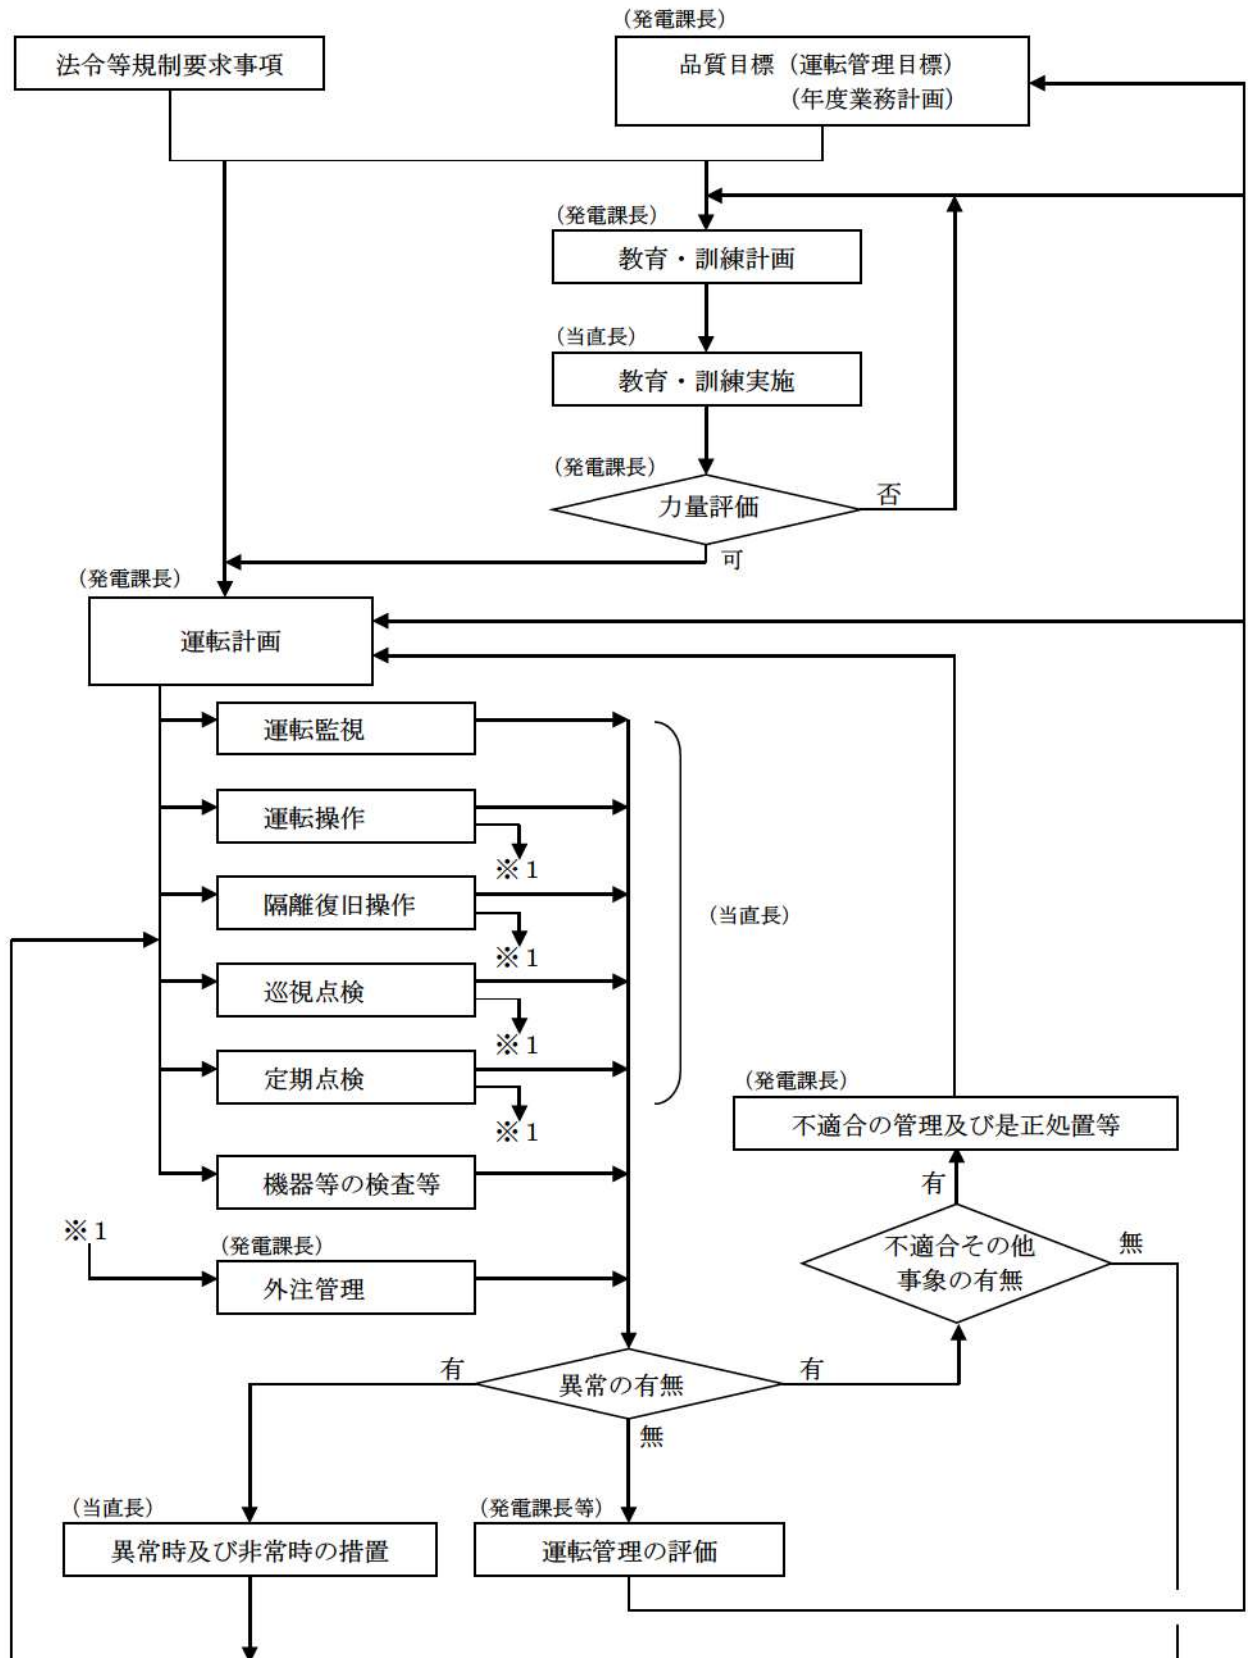 （発電課長）
法令等規制要求事項
品質目標（運転管理目標）
（年度業務計画）
（発電課長）
教育・訓練計画
（当直長）
教育・訓練実施
（発電課長）
力量評価
否
可
（発電課長）
運転計画
運転監視
運転操作
※1
隔離復旧操作
（当直長）
※1
巡視点検
※1
定期点検
※1
（発電課長）
不適合の管理及び是正処置等
機器等の検査等
有
※1
（発電課長）
外注管理
不適合その他
事象の有無
無
有
異常の有無
有
無
（当直長）
異常時及び非常時の措置
（発電課長等）
運転管理の評価